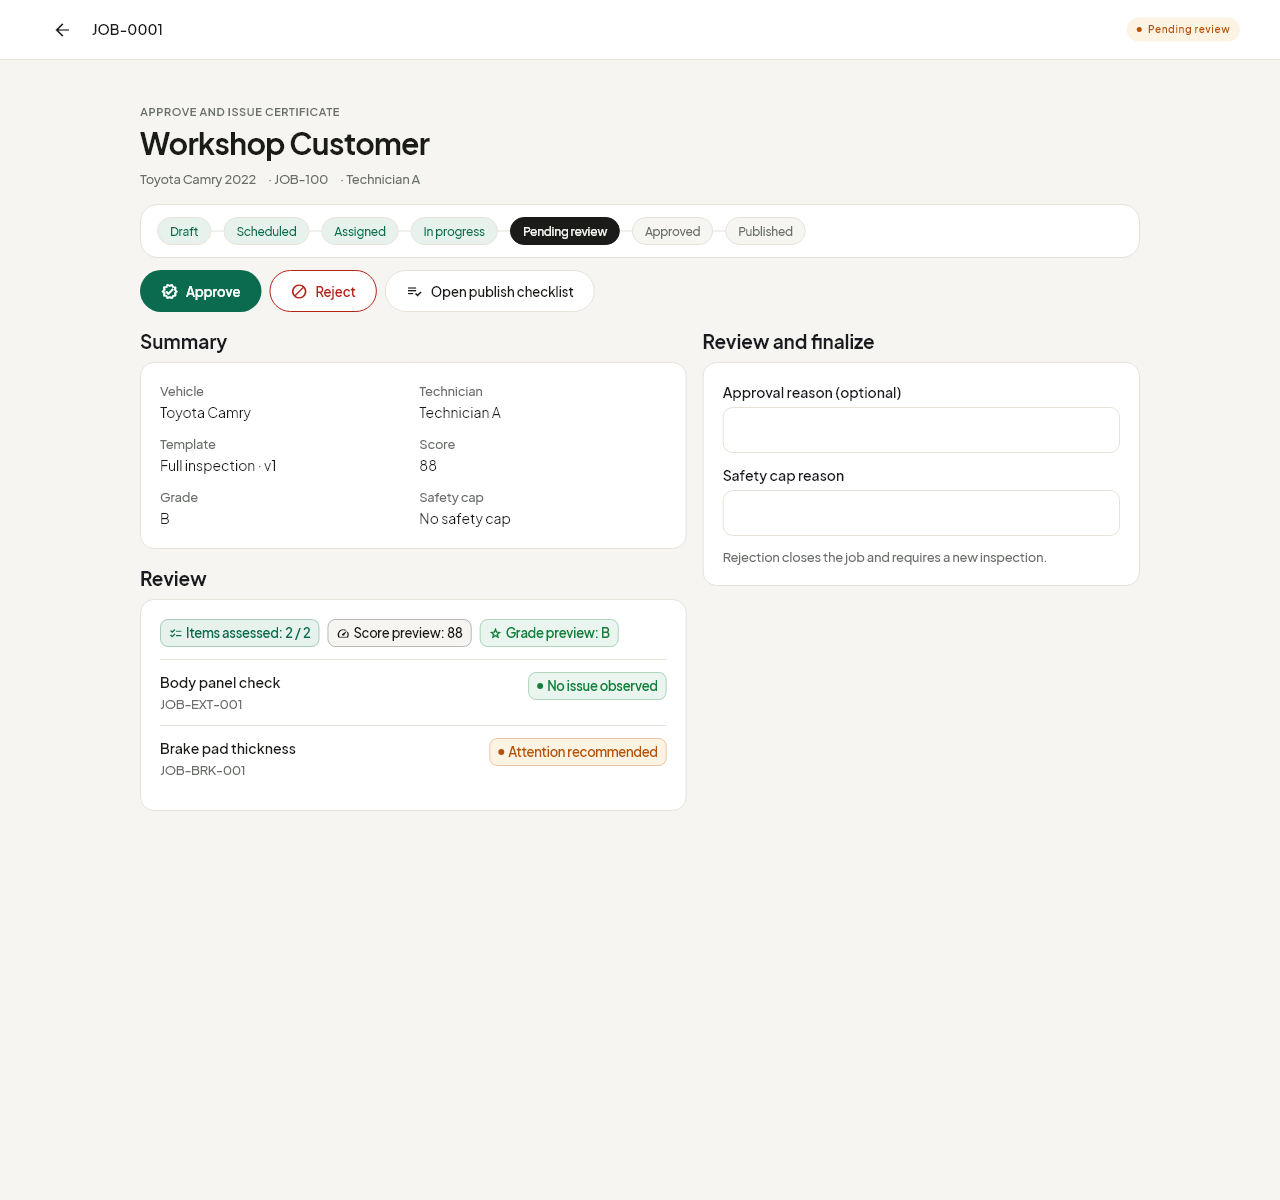 JOB-0001
Pending review
APPROVE AND ISSUE CERTIFICATE
Workshop Customer
Toyota Camry 2022 · JOB-100 · Technician A
Draft Scheduled Assigned In progress Pending review Approved Published
Approve Reject Open publish checklist
Summary
Vehicle Technician
Toyota Camry Technician A
Template Score
Full inspection · v1 88
Grade Safety cap
B No safety cap
Review
Items assessed: 2 / 2 Score preview: 88 Grade preview: B
Body panel check No issue observed
JOB-EXT-001
Brake pad thickness Attention recommended
JOB-BRK-001
Review and finalize
Approval reason (optional)
Safety cap reason
Rejection closes the job and requires a new inspection.